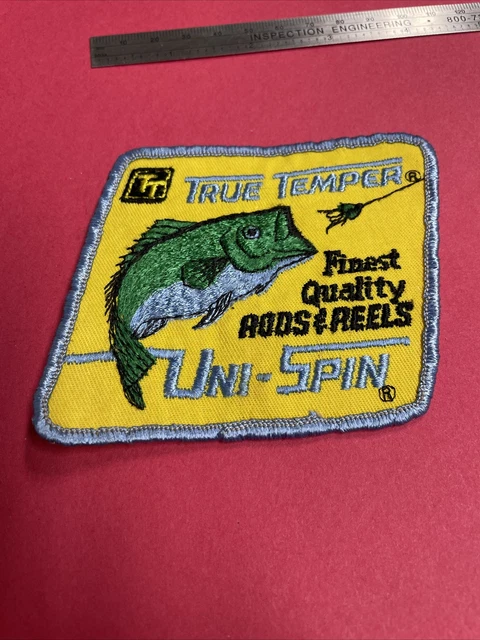 INSPECTION ENGINEERING
800-7
TT
TRUE TEMPER®
Finest
Quality
RODS & REELS
UNI-SPIN
®